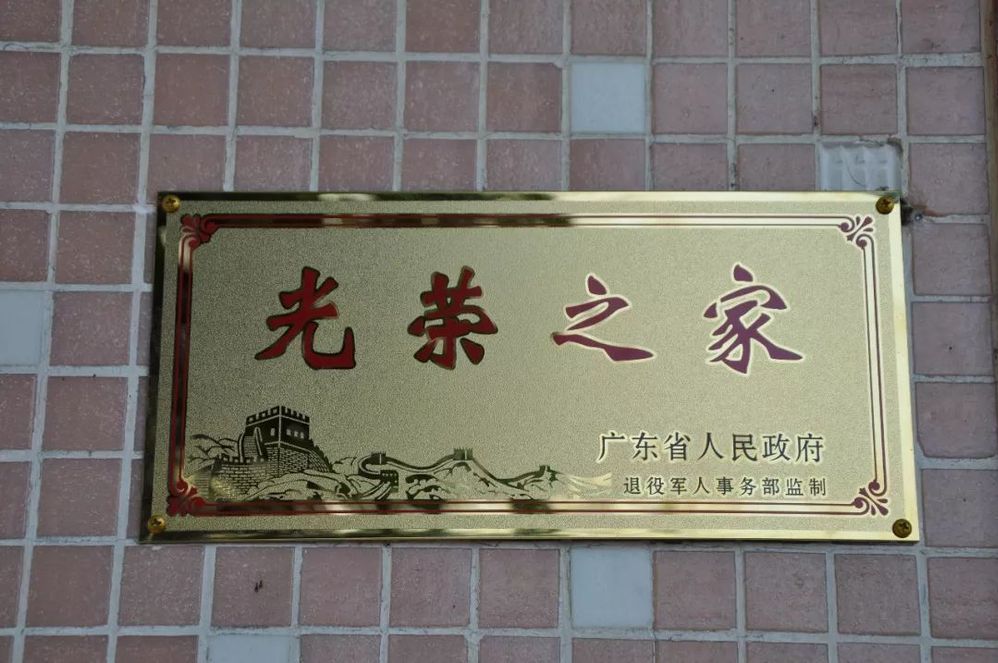 光荣之家
广东省人民政府
退役军人事务部监制